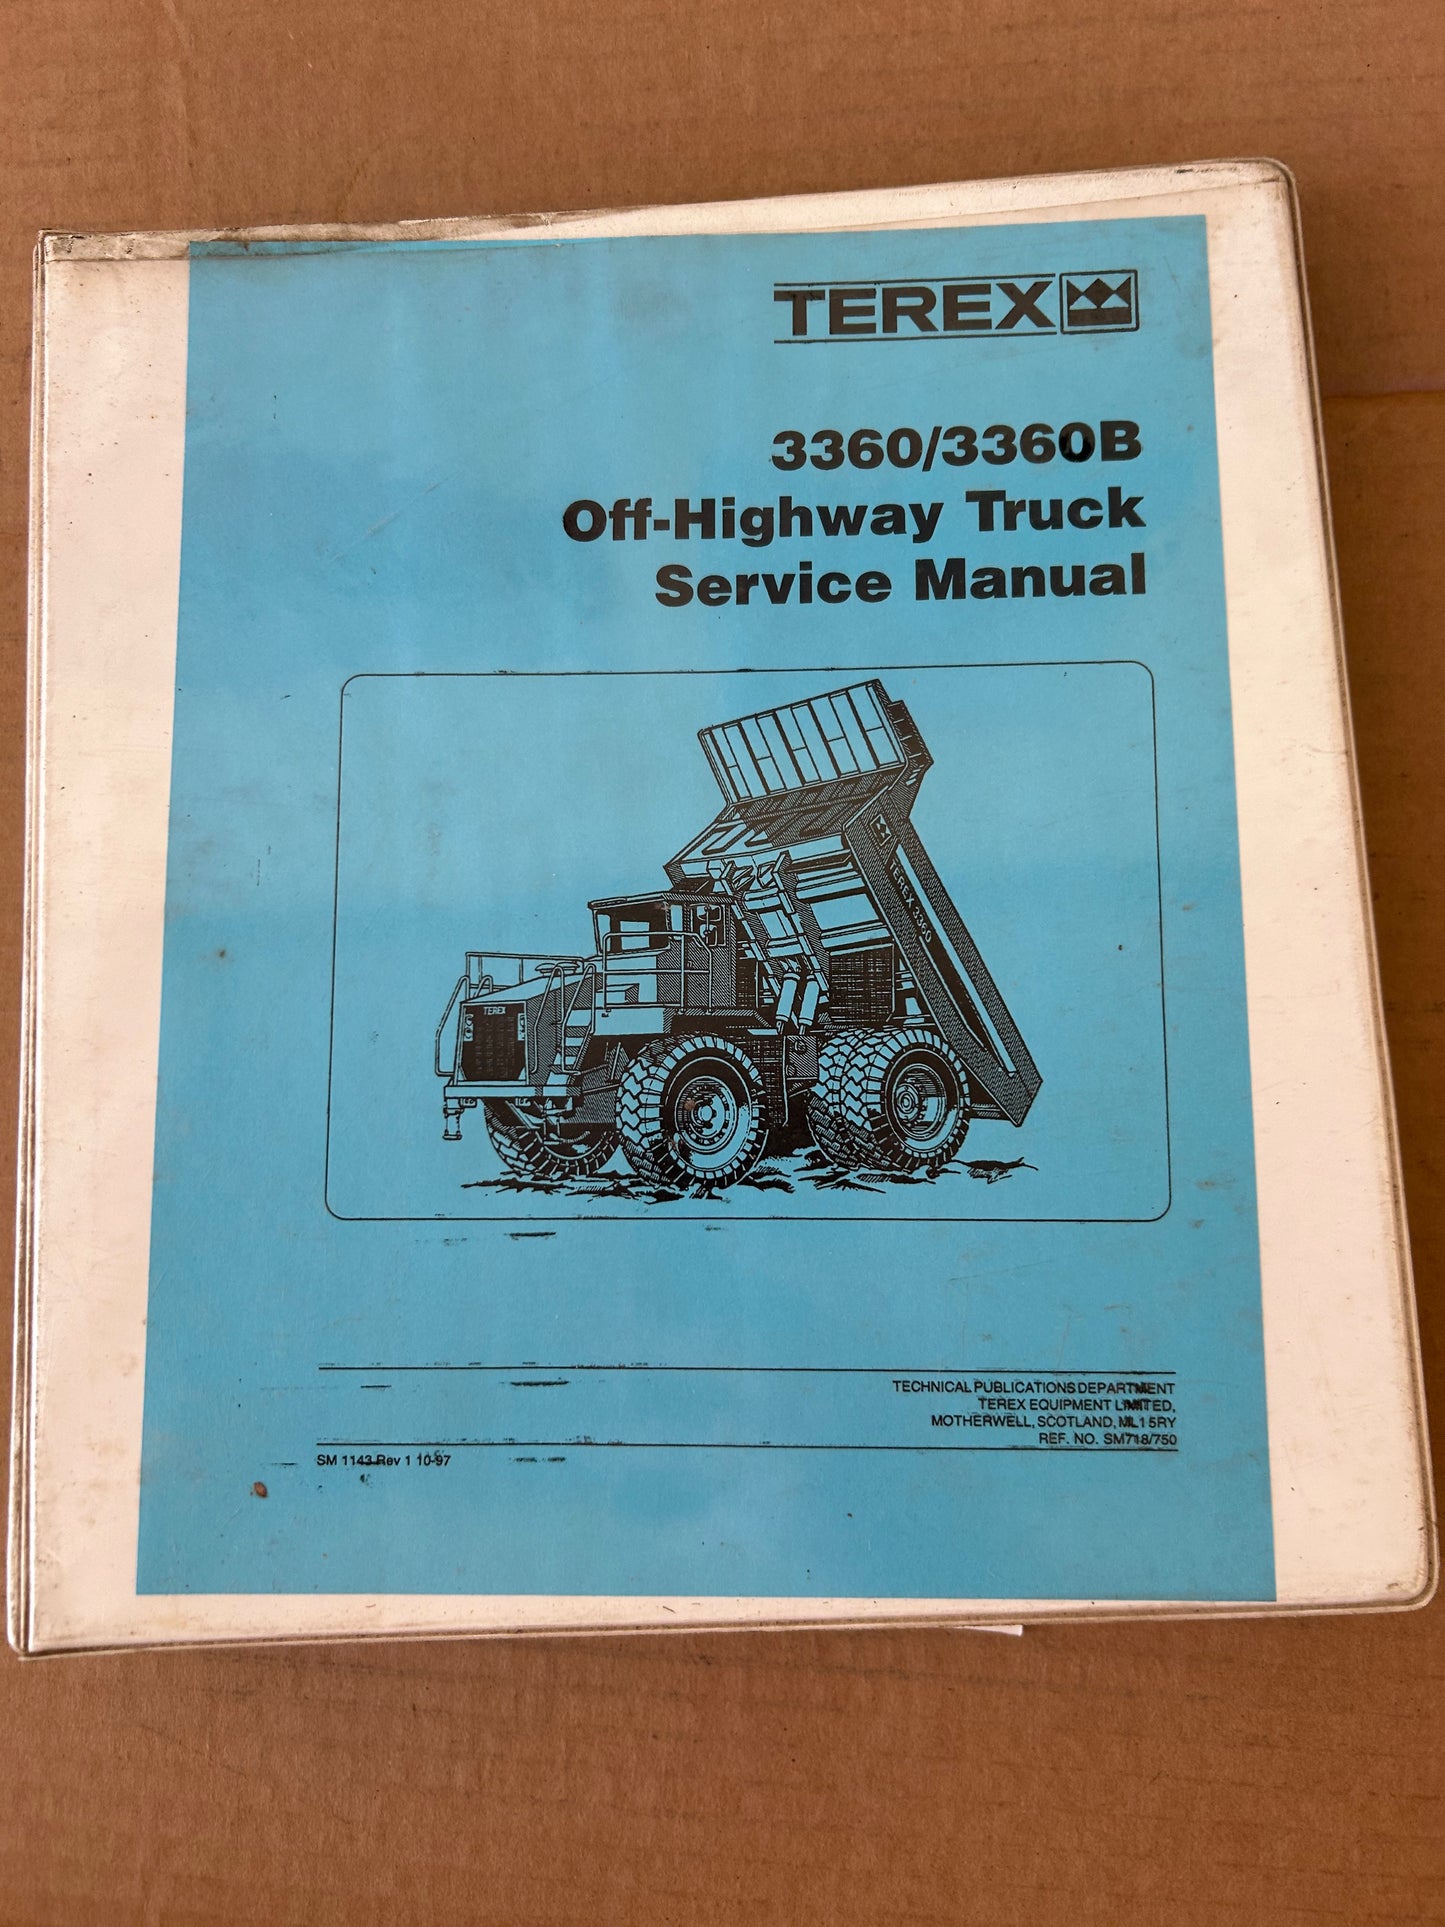 TEREX
3360/3360B
Off-Highway Truck
Service Manual
TEREX 3360
TEREX
TECHNICAL PUBLICATIONS DEPARTMENT
TEREX EQUIPMENT LIMITED,
MOTHERWELL, SCOTLAND, ML1 5RY
REF. NO. SM718/750
SM 1143 Rev 1 10-97